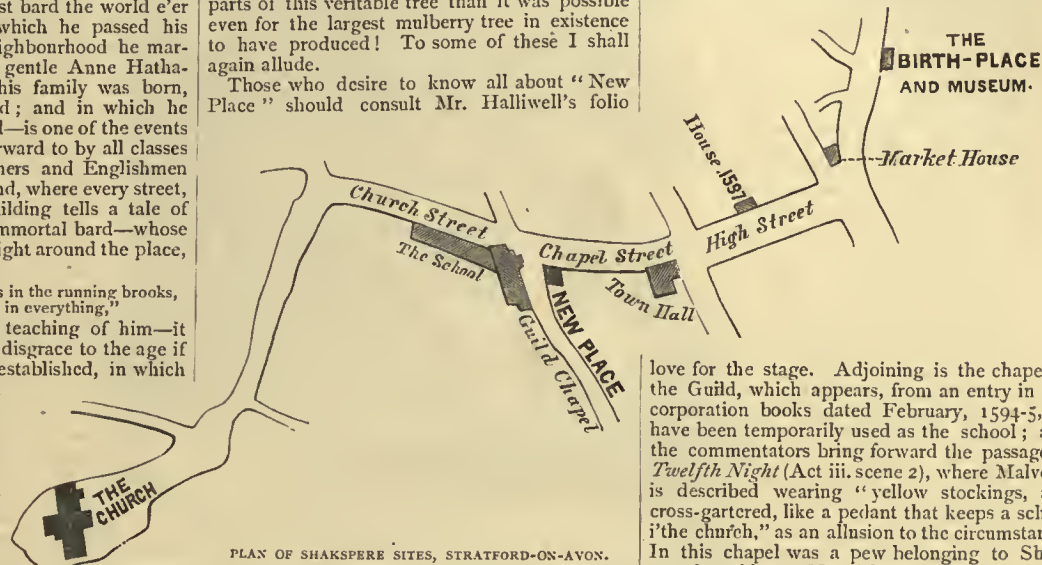 st bard the world e'er
which he passed his
ighbourhood he mar-
gentle Anne Hatha-
his family was born,
d; and in which he
l—is one of the events
rward to by all classes
ners and Englishmen
nd, where every street,
ilding tells a tale of
mmortal bard—whose
ight around the place,
s in the running brooks,
in everything,"
teaching of him—it
disgrace to the age if
established, in which
parts of this veritable tree than it was possible
even for the largest mulberry tree in existence
to have produced! To some of these I shall
again allude.
Those who desire to know all about "New
Place" should consult Mr. Halliwell's folio
THE
BIRTH-PLACE
AND MUSEUM.
Market House
House, 1597
High Street
Church Street
The School
Chapel Street
Town Hall
NEW PLACE
Guild Chapel
THE
CHURCH
PLAN OF SHAKSPERE SITES, STRATFORD-ON-AVON.
love for the stage. Adjoining is the chape
the Guild, which appears, from an entry in
corporation books dated February, 1594-5,
have been temporarily used as the school; a
the commentators bring forward the passage
Twelfth Night (Act iii. scene 2), where Malv
is described wearing "yellow stockings, a
cross-gartered, like a pedant that keeps a sch
i'the church," as an allusion to the circumstan
In this chapel was a pew belonging to Sh